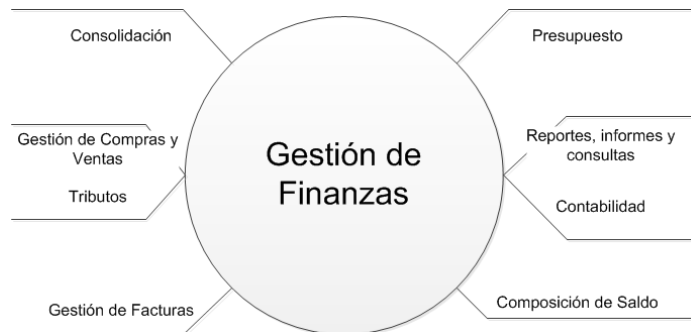 Consolidación
Presupuesto
Gestión de Compras y
Ventas
Tributos
Gestión de
Finanzas
Reportes, informes y
consultas
Contabilidad
Gestión de Facturas
Composición de Saldo